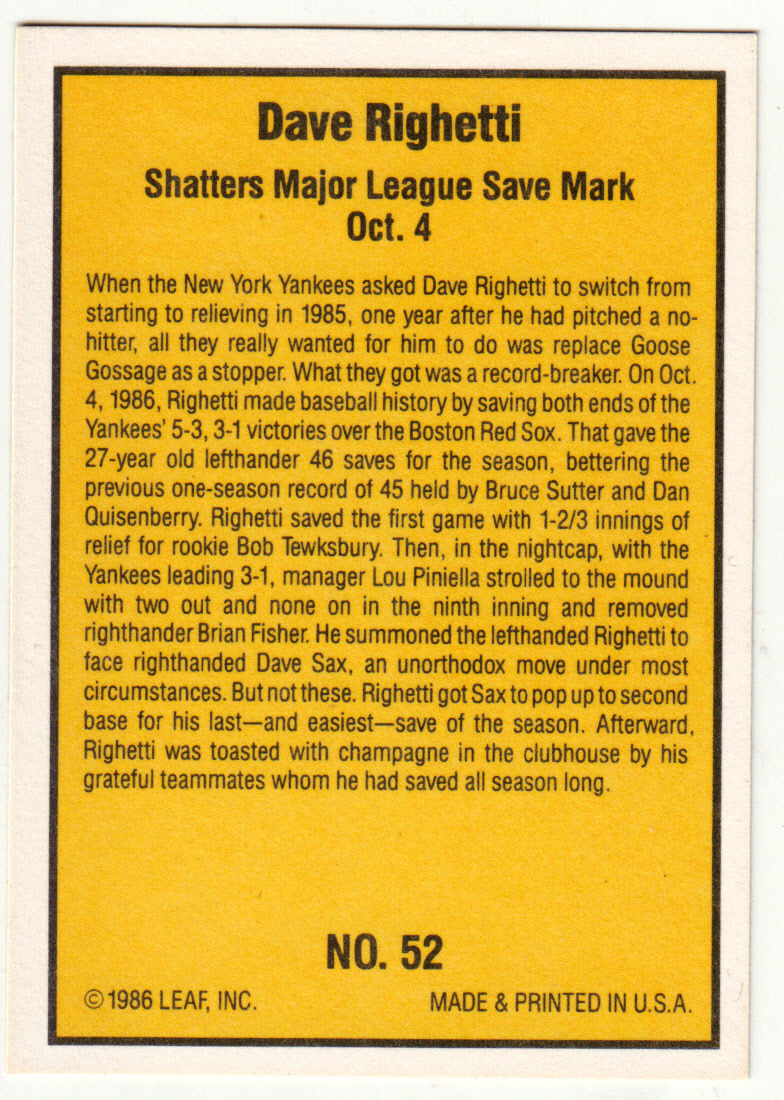 Dave Righetti
Shatters Major League Save Mark
Oct. 4
When the New York Yankees asked Dave Righetti to switch from
starting to relieving in 1985, one year after he had pitched a no-
hitter, all they really wanted for him to do was replace Goose
Gossage as a stopper. What they got was a record-breaker. On Oct.
4, 1986, Righetti made baseball history by saving both ends of the
Yankees' 5-3, 3-1 victories over the Boston Red Sox. That gave the
27-year old lefthander 46 saves for the season, bettering the
previous one-season record of 45 held by Bruce Sutter and Dan
Quisenberry. Righetti saved the first game with 1-2/3 innings of
relief for rookie Bob Tewksbury. Then, in the nightcap, with the
Yankees leading 3-1, manager Lou Piniella strolled to the mound
with two out and none on in the ninth inning and removed
righthander Brian Fisher. He summoned the lefthanded Righetti to
face righthanded Dave Sax, an unorthodox move under most
circumstances. But not these. Righetti got Sax to pop up to second
base for his last—and easiest—save of the season. Afterward,
Righetti was toasted with champagne in the clubhouse by his
grateful teammates whom he had saved all season long.
NO. 52
©1986 LEAF, INC. MADE & PRINTED IN U.S.A.